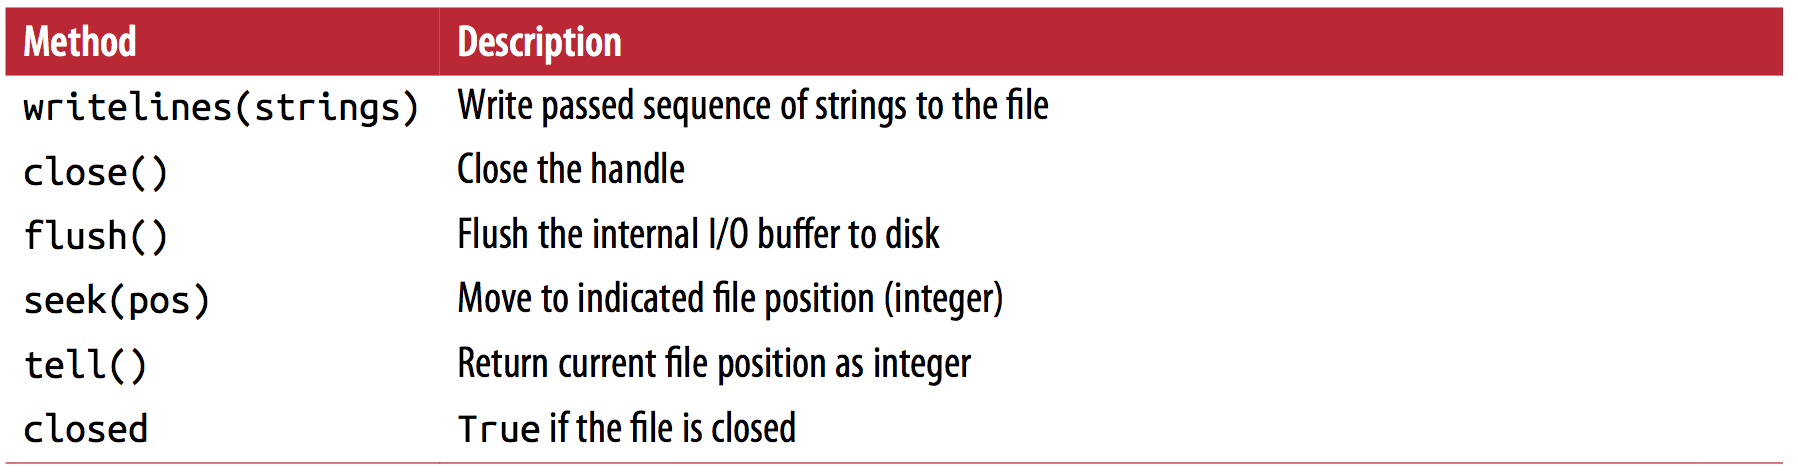 Method Description
writelines(strings) Write passed sequence of strings to the file
close() Close the handle
flush() Flush the internal I/O buffer to disk
seek(pos) Move to indicated file position (integer)
tell() Return current file position as integer
closed True if the file is closed